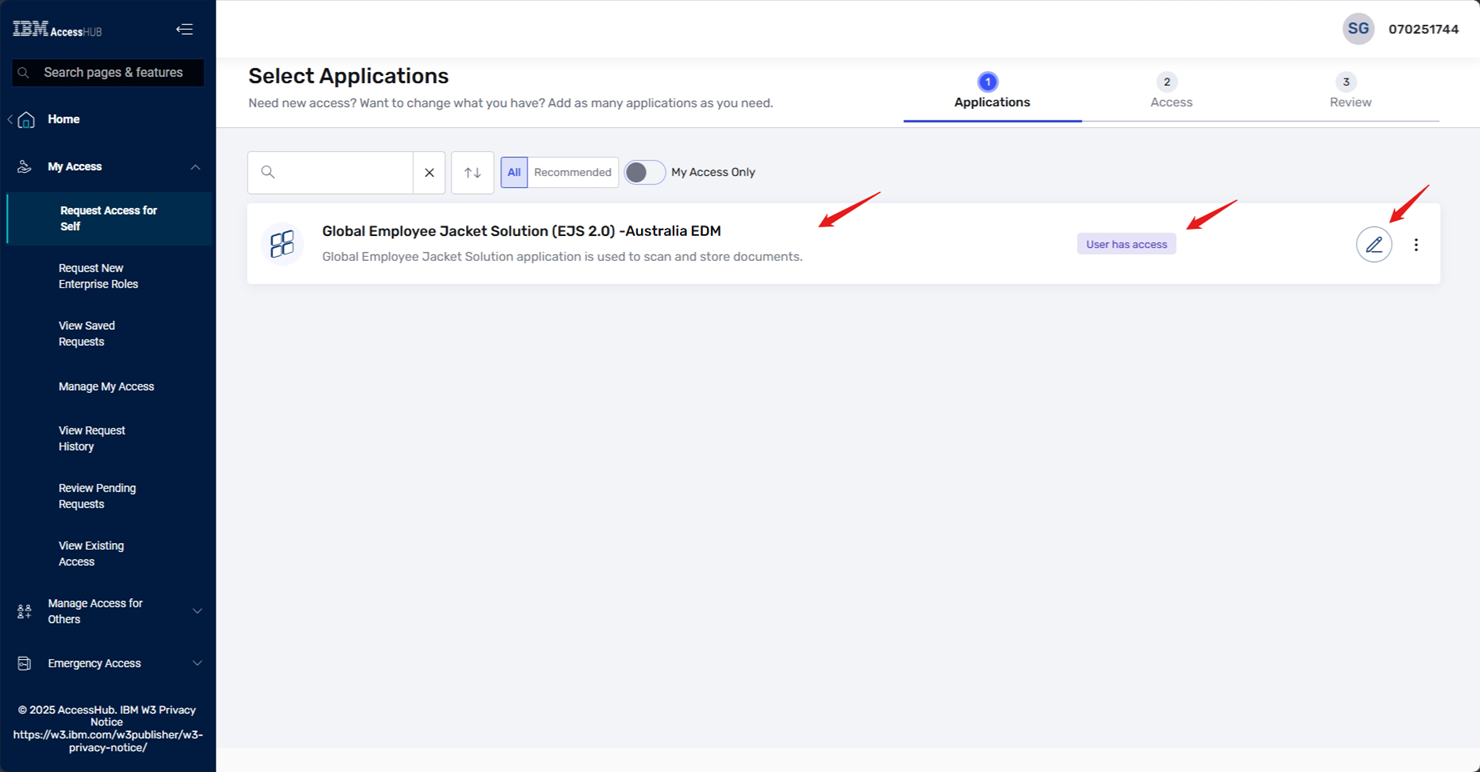 IBM AccessHUB
Search pages & features
Home
My Access
Request Access for
Self
Request New
Enterprise Roles
View Saved
Requests
Manage My Access
View Request
History
Review Pending
Requests
View Existing
Access
Manage Access for
Others
Emergency Access
© 2025 AccessHub. IBM W3 Privacy
Notice
https://w3.ibm.com/w3publisher/w3-
privacy-notice/
SG 070251744
Select Applications
Need new access? Want to change what you have? Add as many applications as you need.
1 2 3
Applications Access Review
All Recommended My Access Only
Global Employee Jacket Solution (EJS 2.0) -Australia EDM
Global Employee Jacket Solution application is used to scan and store documents.
User has access